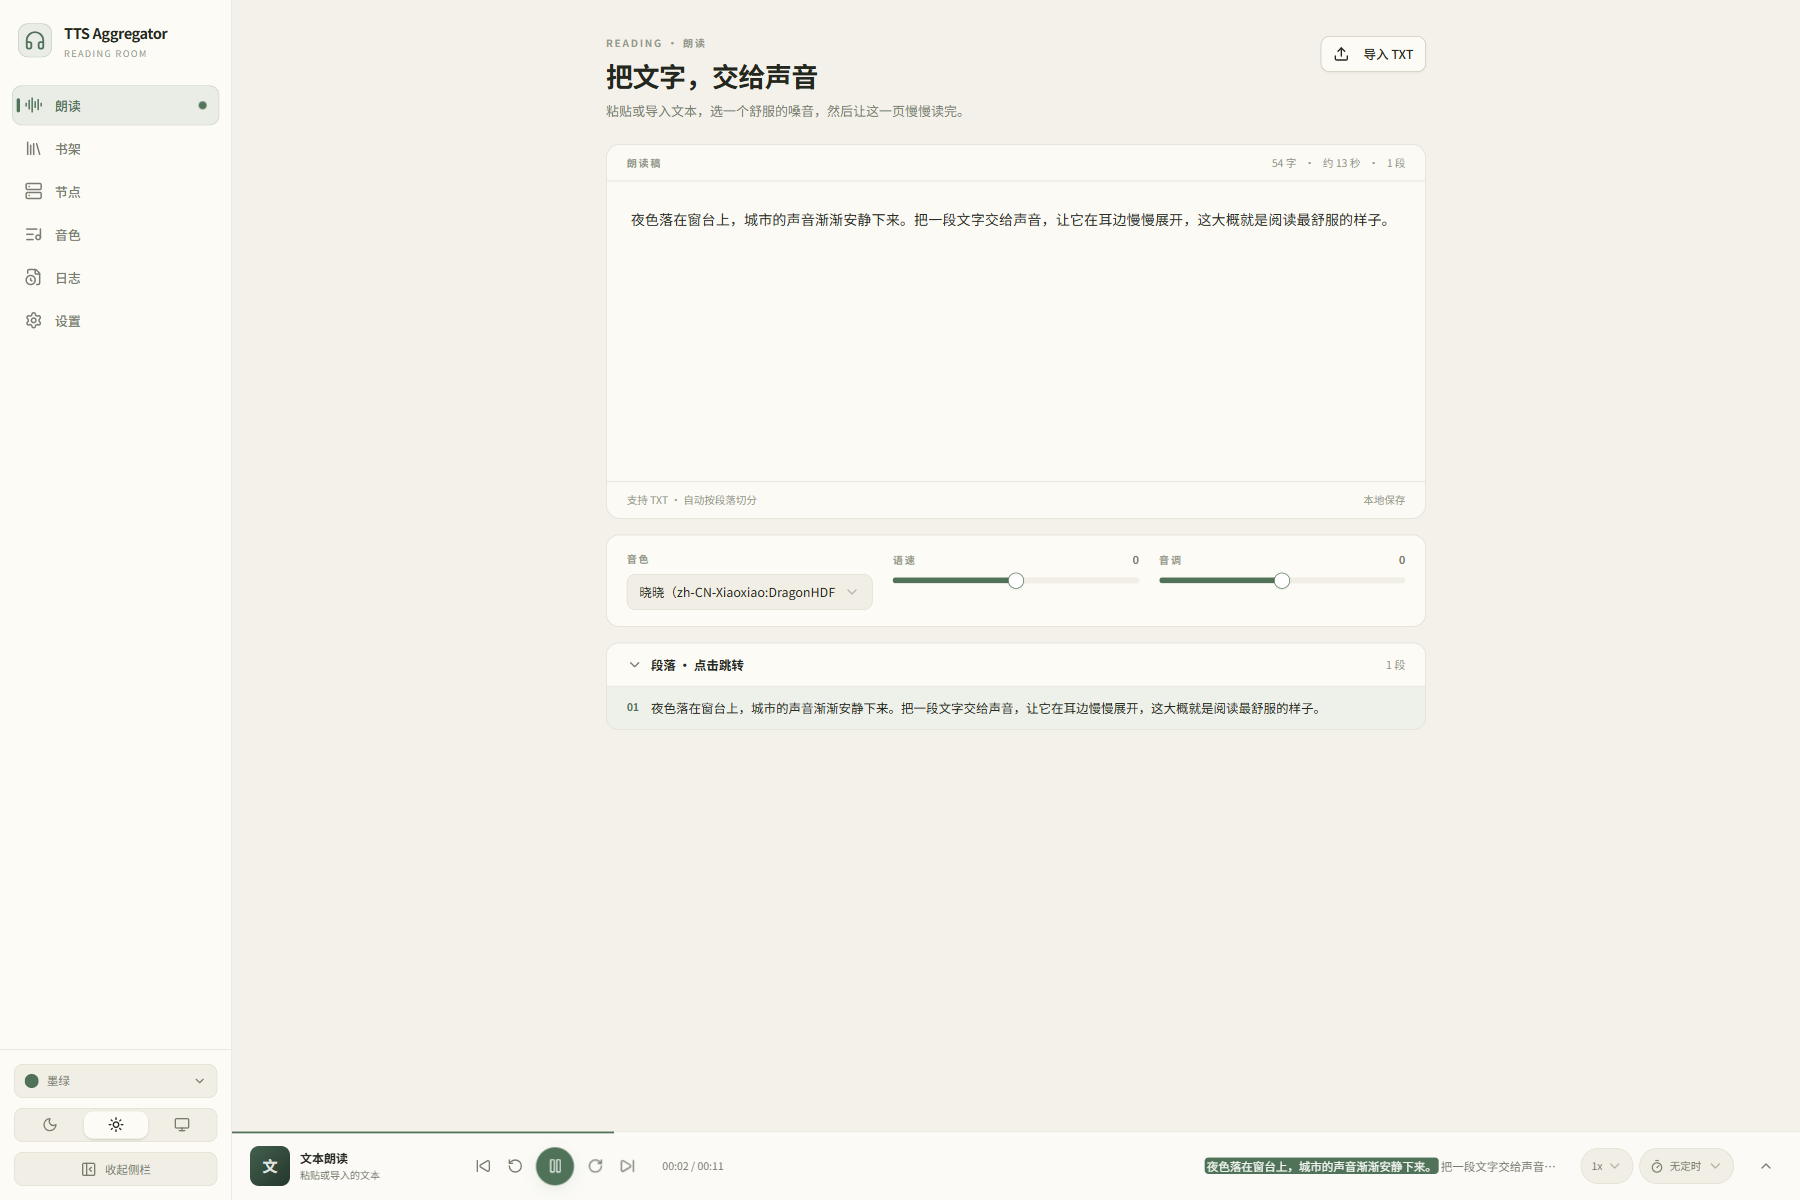 TTS Aggregator
READING ROOM
朗读
书架
节点
音色
日志
设置
墨绿
收起侧栏
READING • 朗读
把文字，交给声音
粘贴或导入文本，选一个舒服的嗓音，然后让这一页慢慢读完。
导入 TXT
朗读稿
54 字 • 约 13 秒 • 1 段
夜色落在窗台上，城市的声音渐渐安静下来。把一段文字交给声音，让它在耳边慢慢展开，这大概就是阅读最舒服的样子。
支持 TXT • 自动按段落切分
本地保存
音色
晓晓（zh-CN-Xiaoxiao:DragonHDF
语速 0
音调 0
段落 • 点击跳转
1 段
01 夜色落在窗台上，城市的声音渐渐安静下来。把一段文字交给声音，让它在耳边慢慢展开，这大概就是阅读最舒服的样子。
文
文本朗读
粘贴或导入的文本
00:02 / 00:11
夜色落在窗台上，城市的声音渐渐安静下来。把一段文字交给声音…
1x
无定时